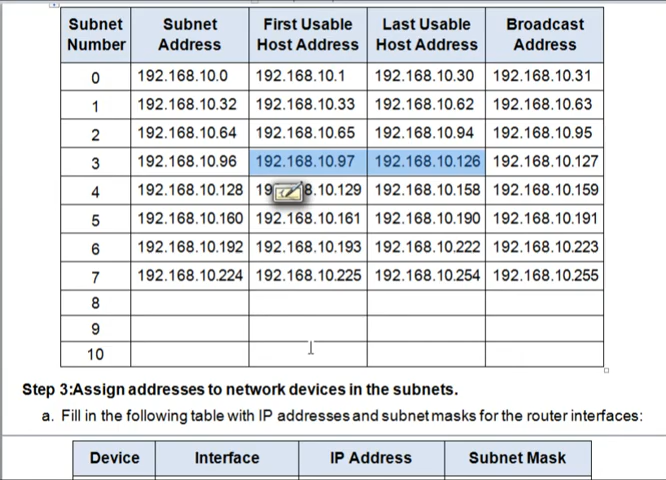 Subnet Number Subnet Address First Usable Host Address Last Usable Host Address Broadcast Address
0 192.168.10.0 192.168.10.1 192.168.10.30 192.168.10.31
1 192.168.10.32 192.168.10.33 192.168.10.62 192.168.10.63
2 192.168.10.64 192.168.10.65 192.168.10.94 192.168.10.95
3 192.168.10.96 192.168.10.97 192.168.10.126 192.168.10.127
4 192.168.10.128 19 8.10.129 192.168.10.158 192.168.10.159
5 192.168.10.160 192.168.10.161 192.168.10.190 192.168.10.191
6 192.168.10.192 192.168.10.193 192.168.10.222 192.168.10.223
7 192.168.10.224 192.168.10.225 192.168.10.254 192.168.10.255
8
9
10
Step 3:Assign addresses to network devices in the subnets.
a. Fill in the following table with IP addresses and subnet masks for the router interfaces:
Device Interface IP Address Subnet Mask